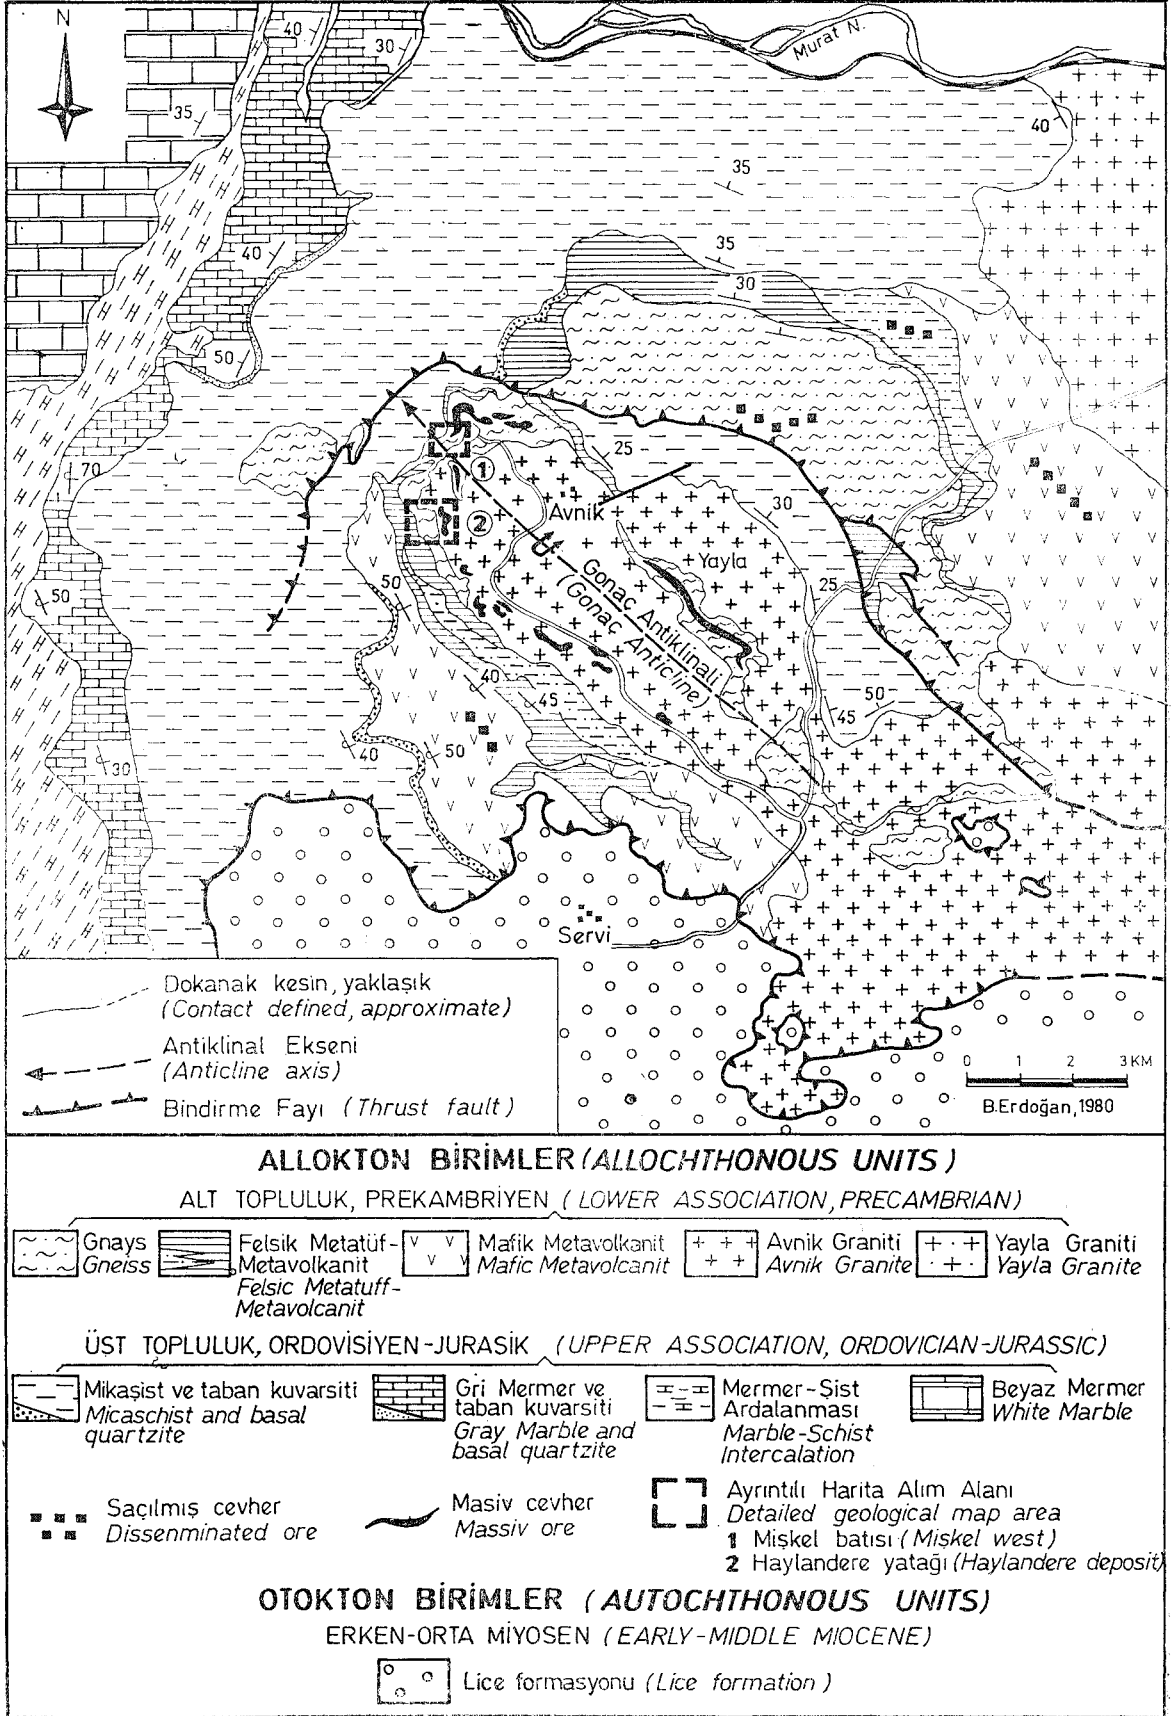 N
Murat N.
40
30
35
40
35
40
35
30
50
25
70
1
Avnik
30
2
Yayla
50
25
50
Gonaç Antiklinali
(Gonaç Anticline)
40
45
50
45
40
50
30
Servi
Dokanak kesin, yaklaşık
(Contact defined, approximate)
Antiklinal Ekseni
(Anticline axis)
Bindirme Fayı (Thrust fault)
0 1 2 3 KM
B.Erdoğan, 1980
ALLOKTON BİRİMLER (ALLOCHTHONOUS UNITS)
ALT TOPLULUK, PREKAMBRİYEN (LOWER ASSOCIATION, PRECAMBRIAN)
Gnays
Gneiss
Felsik Metatüf-
Metavolkanit
Felsic Metatuff-
Metavolcanit
Mafik Metavolkanit
Mafic Metavolcanit
Avnik Graniti
Avnik Granite
Yayla Graniti
Yayla Granite
ÜST TOPLULUK, ORDOVİSİYEN-JURASİK (UPPER ASSOCIATION, ORDOVICIAN-JURASSIC)
Mikaşist ve taban kuvarsiti
Micaschist and basal
quartzite
Gri Mermer ve
taban kuvarsiti
Gray Marble and
basal quartzite
Mermer-Şist
Ardalanması
Marble-Schist
Intercalation
Beyaz Mermer
White Marble
Saçılmış cevher
Dissenminated ore
Masiv cevher
Massiv ore
Ayrıntılı Harita Alım Alanı
Detailed geological map area
1 Mişkel batısı (Mişkel west)
2 Haylandere yatağı (Haylandere deposit)
OTOKTON BİRİMLER (AUTOCHTHONOUS UNITS)
ERKEN-ORTA MİYOSEN (EARLY-MIDDLE MIOCENE)
Lice formasyonu (Lice formation)